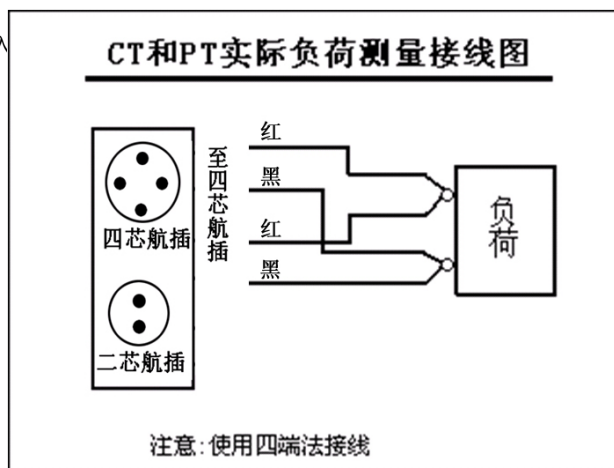 CT和PT实际负荷测量接线图
四芯航插
二芯航插
至四芯航插
红
黑
红
黑
负荷
注意:使用四端法接线